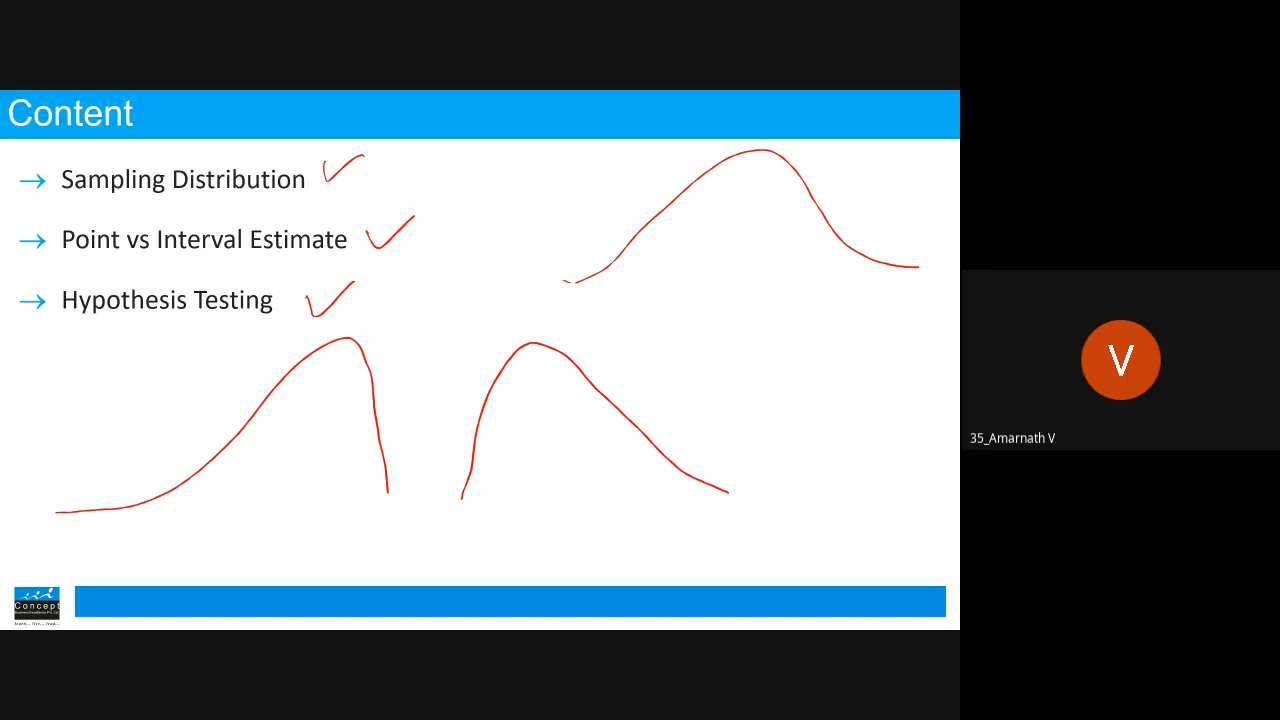 Content
→ Sampling Distribution
→ Point vs Interval Estimate
→ Hypothesis Testing
V
35_Amarnath V
Concept